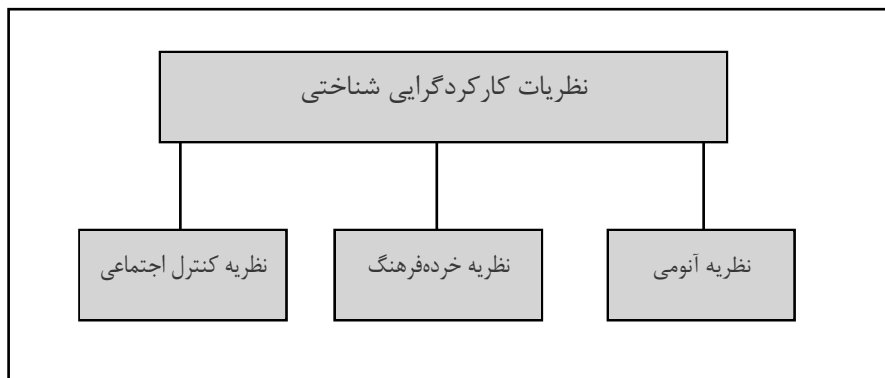 نظریات کارکردگرایی شناختی
نظریه آنومی
نظریه خرده‌فرهنگ
نظریه کنترل اجتماعی